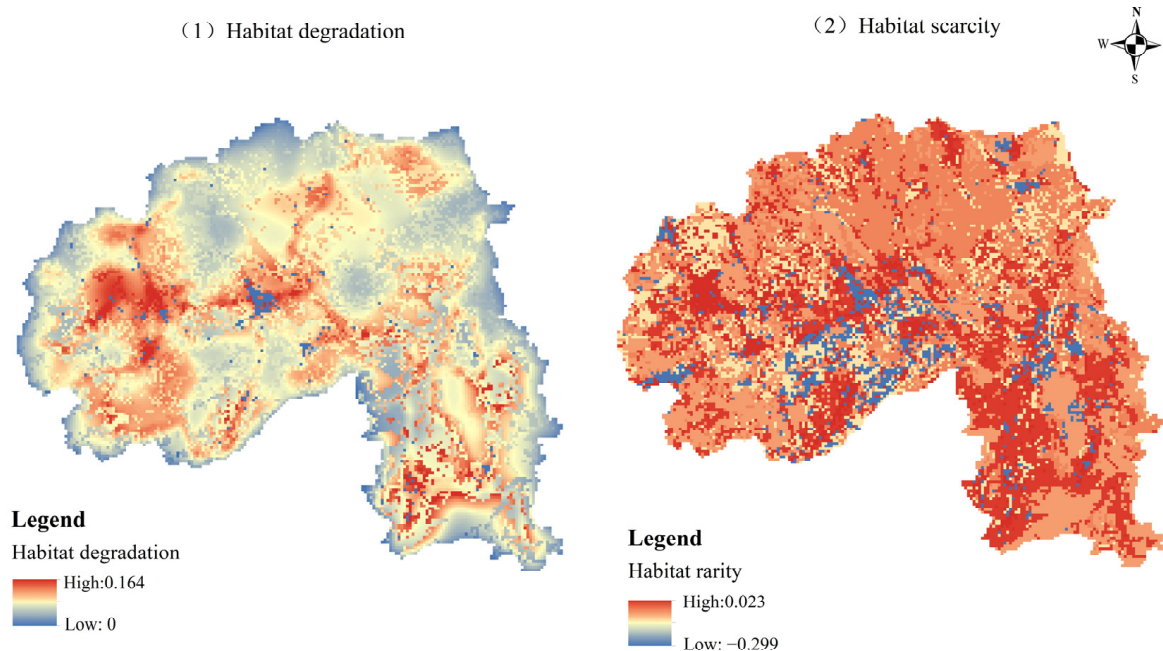 （1）Habitat degradation
（2）Habitat scarcity
N
W
S
Legend
Habitat degradation
High:0.164
Low: 0
Legend
Habitat rarity
High:0.023
Low: −0.299